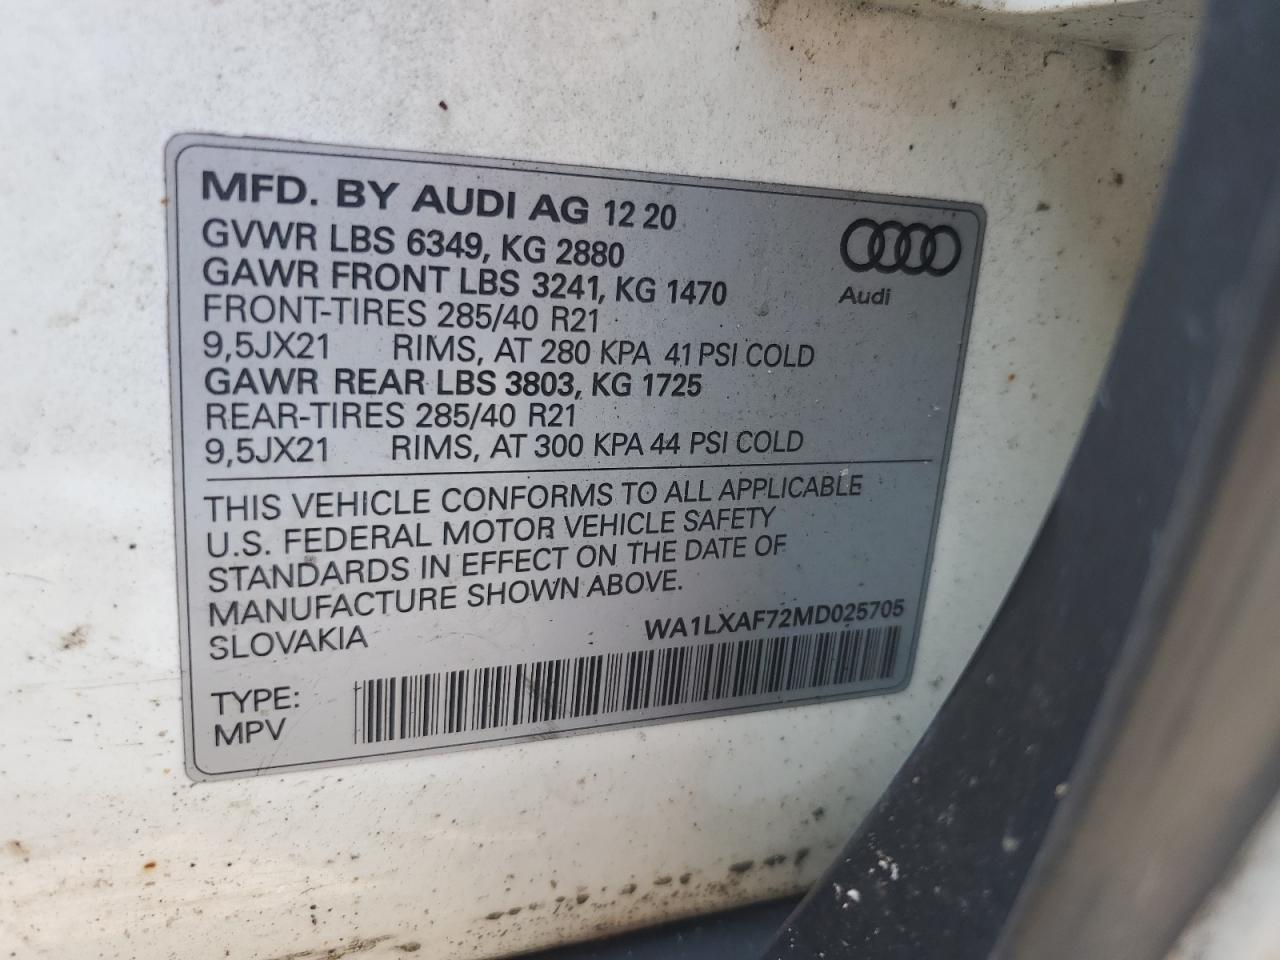 MFD. BY AUDI AG 12 20
GVWR LBS 6349, KG 2880
GAWR FRONT LBS 3241, KG 1470
FRONT-TIRES 285/40 R21
9,5JX21 RIMS, AT 280 KPA 41 PSI COLD
GAWR REAR LBS 3803, KG 1725
REAR-TIRES 285/40 R21
9,5JX21 RIMS, AT 300 KPA 44 PSI COLD
Audi
THIS VEHICLE CONFORMS TO ALL APPLICABLE
U.S. FEDERAL MOTOR VEHICLE SAFETY
STANDARDS IN EFFECT ON THE DATE OF
MANUFACTURE SHOWN ABOVE.
SLOVAKIA WA1LXAF72MD025705
TYPE:
MPV